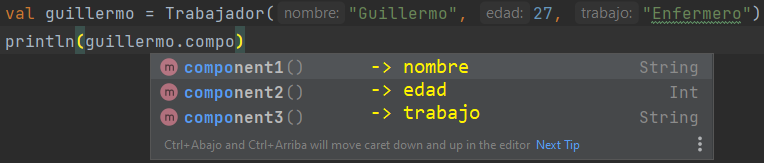 val guillermo = Trabajador( nombre: "Guillermo", edad: 27, trabajo: "Enfermero")
println(guillermo.compo)
m component1() -> nombre String
m component2() -> edad Int
m component3() -> trabajo String
Ctrl+Abajo and Ctrl+Arriba will move caret down and up in the editor Next Tip